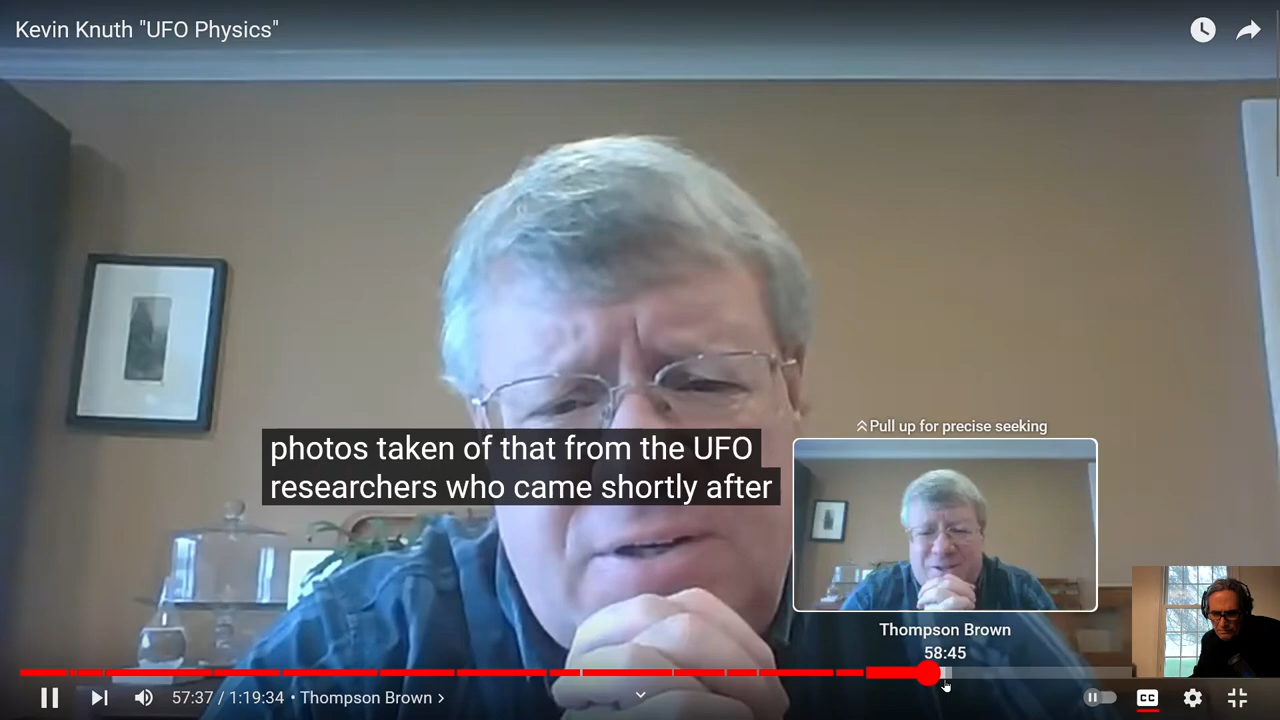 Kevin Knuth "UFO Physics"
photos taken of that from the UFO
researchers who came shortly after
Pull up for precise seeking
Thompson Brown
58:45
57:37 / 1:19:34 • Thompson Brown
CC